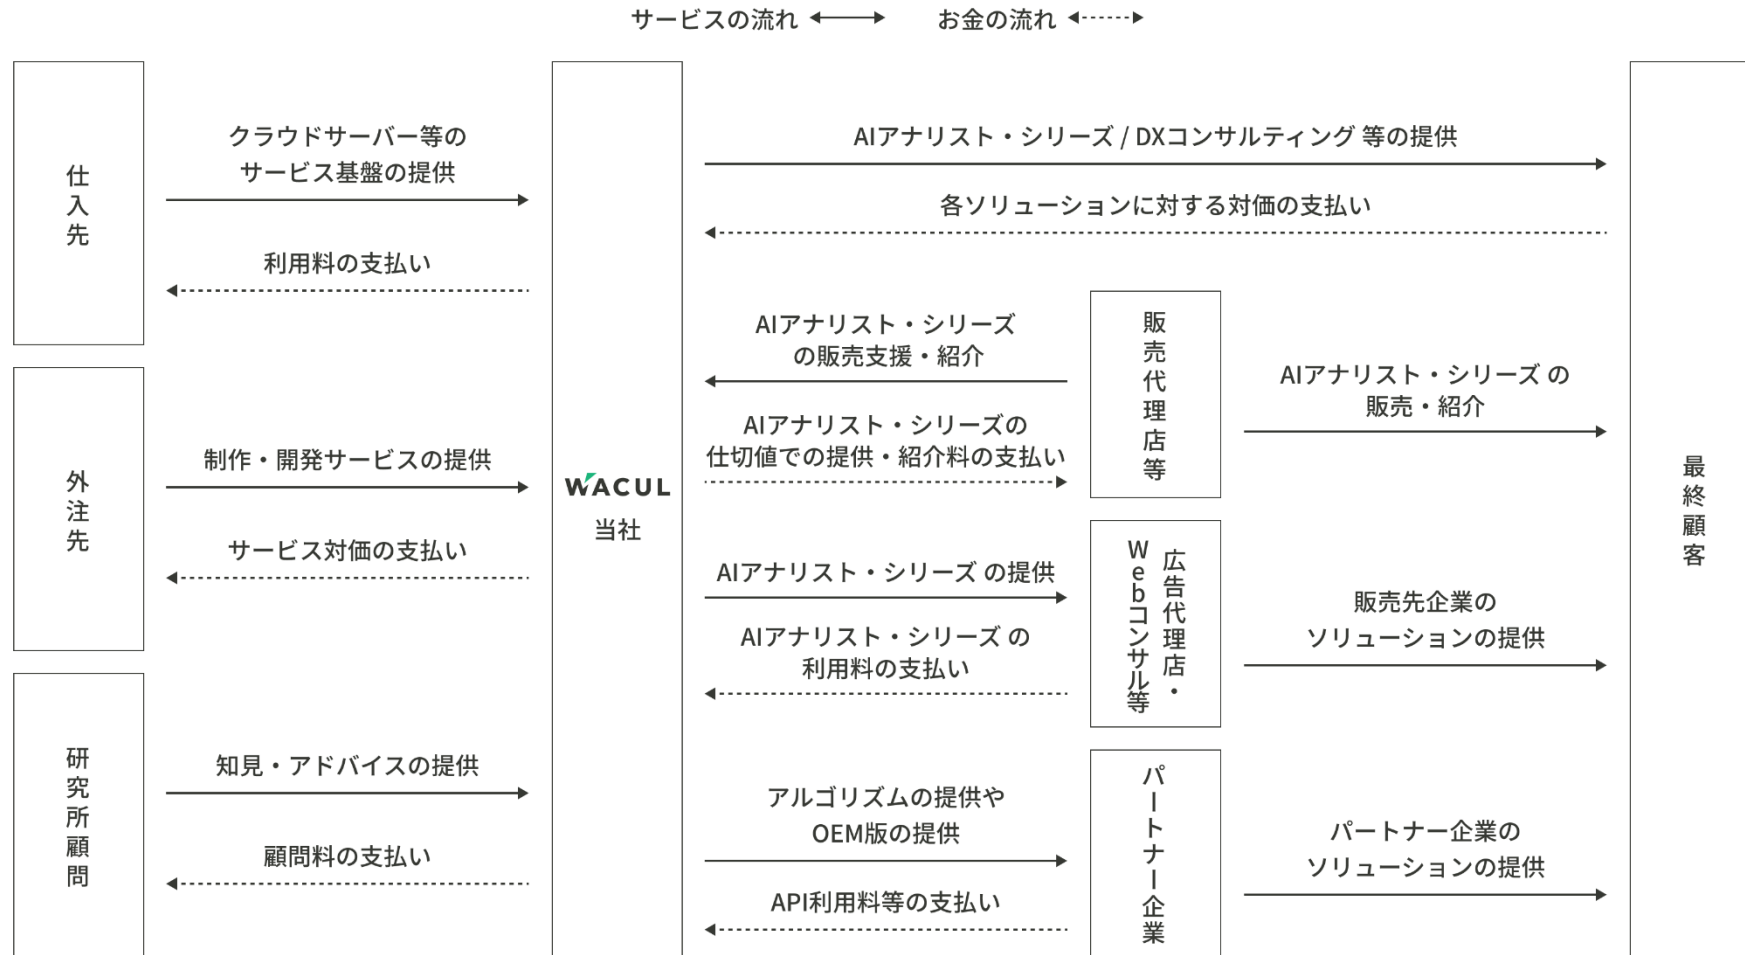 サービスの流れ
お金の流れ
仕入先
クラウドサーバー等の
サービス基盤の提供
利用料の支払い
外注先
制作・開発サービスの提供
サービス対価の支払い
研究所顧問
知見・アドバイスの提供
顧問料の支払い
WACUL
当社
AIアナリスト・シリーズ / DXコンサルティング 等の提供
各ソリューションに対する対価の支払い
AIアナリスト・シリーズ
の販売支援・紹介
AIアナリスト・シリーズの
仕切値での提供・紹介料の支払い
販売代理店等
AIアナリスト・シリーズ の
販売・紹介
AIアナリスト・シリーズ の提供
AIアナリスト・シリーズ の
利用料の支払い
広告代理店・
Webコンサル等
販売先企業の
ソリューションの提供
アルゴリズムの提供や
OEM版の提供
API利用料等の支払い
パートナー企業
パートナー企業の
ソリューションの提供
最終顧客